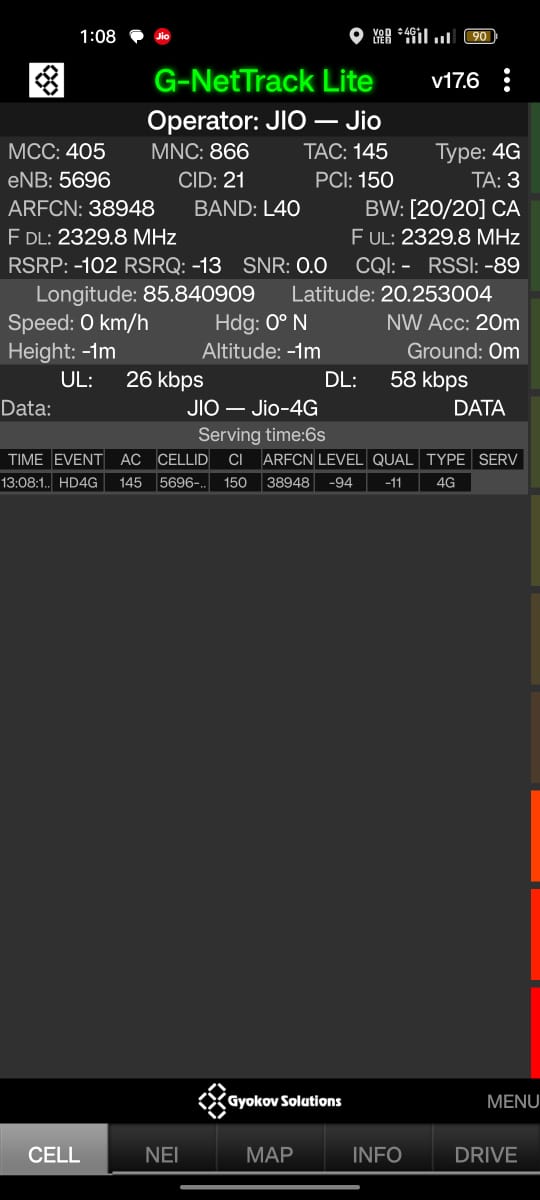 1:08 Jio VoD LTE 4G+ 90
G-NetTrack Lite v17.6
Operator: JIO — Jio
MCC: 405 MNC: 866 TAC: 145 Type: 4G
eNB: 5696 CID: 21 PCI: 150 TA: 3
ARFCN: 38948 BAND: L40 BW: [20/20] CA
F DL: 2329.8 MHz F UL: 2329.8 MHz
RSRP: -102 RSRQ: -13 SNR: 0.0 CQI: - RSSI: -89
Longitude: 85.840909 Latitude: 20.253004
Speed: 0 km/h Hdg: 0° N NW Acc: 20m
Height: -1m Altitude: -1m Ground: 0m
UL: 26 kbps DL: 58 kbps
Data: JIO — Jio-4G DATA
Serving time:6s
TIME EVENT AC CELLID CI ARFCN LEVEL QUAL TYPE SERV
13:08:1.. HD4G 145 5696-.. 150 38948 -94 -11 4G
Gyokov Solutions MENU
CELL NEI MAP INFO DRIVE